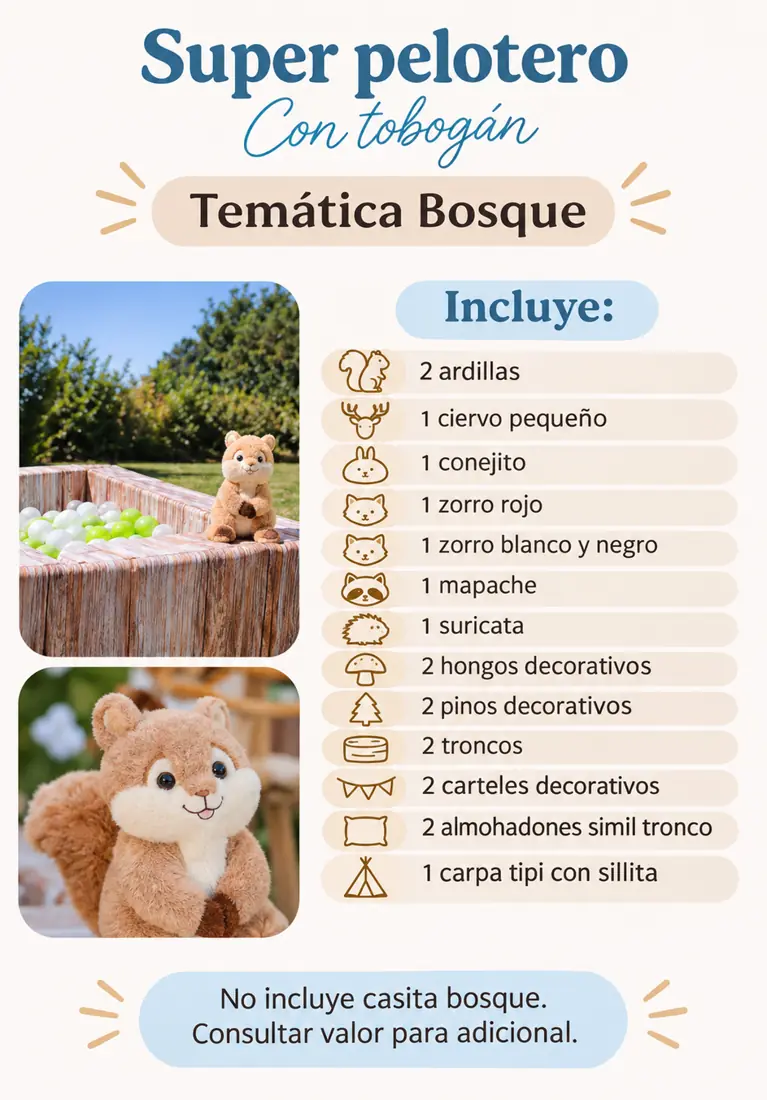 Super pelotero
Con tobogán
Temática Bosque
Incluye:
2 ardillas
1 ciervo pequeño
1 conejito
1 zorro rojo
1 zorro blanco y negro
1 mapache
1 suricata
2 hongos decorativos
2 pinos decorativos
2 troncos
2 carteles decorativos
2 almohadones simil tronco
1 carpa tipi con sillita
No incluye casita bosque.
Consultar valor para adicional.